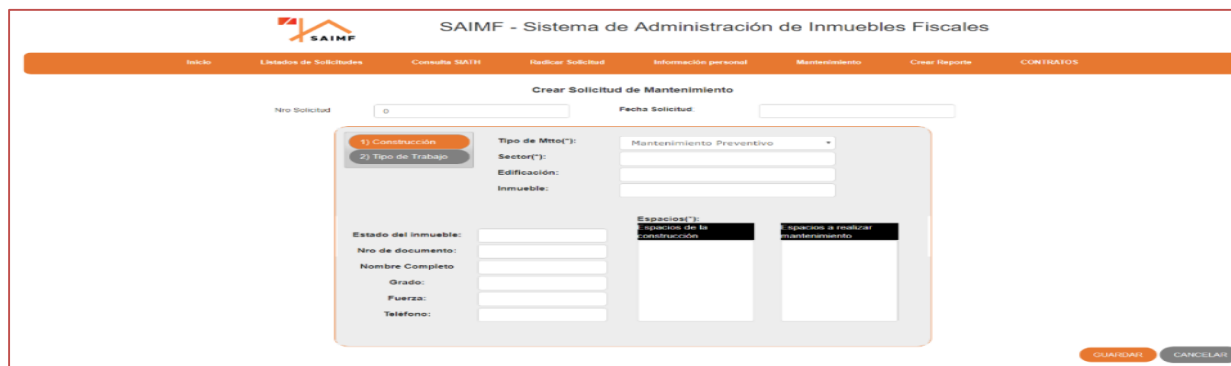 SAIMF
SAIMF - Sistema de Administración de Inmuebles Fiscales
Inicio Listados de Solicitudes Consulta SIATH Radicar Solicitud Información personal Mantenimiento Crear Reporte CONTRATOS
Crear Solicitud de Mantenimiento
Nro Solicitud 0 Fecha Solicitud:
1) Construcción Tipo de Mtto(*): Mantenimiento Preventivo
2) Tipo de Trabajo Sector(*):
Edificación:
Inmueble:
Espacios(*):
Espacios de la construcción Espacios a realizar mantenimiento
Estado del inmueble:
Nro de documento:
Nombre Completo
Grado:
Fuerza:
Teléfono:
GUARDAR CANCELAR